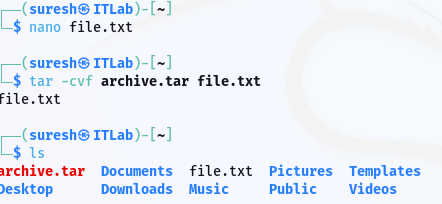 (suresh㉿ITLab)-[~]
$ nano file.txt
(suresh㉿ITLab)-[~]
$ tar -cvf archive.tar file.txt
file.txt
(suresh㉿ITLab)-[~]
$ ls
archive.tar Documents file.txt Pictures Templates
Desktop Downloads Music Public Videos